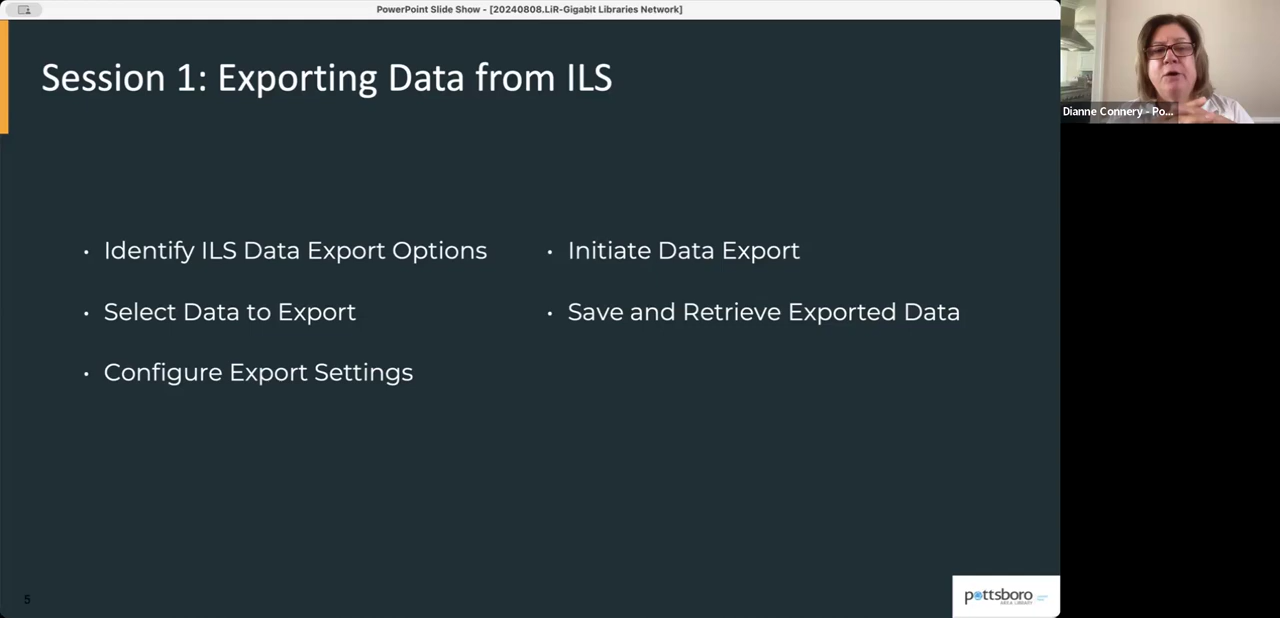 PowerPoint Slide Show - [20240808.LiR-Gigabit Libraries Network]
Session 1: Exporting Data from ILS
• Identify ILS Data Export Options
• Select Data to Export
• Configure Export Settings
• Initiate Data Export
• Save and Retrieve Exported Data
Dianne Connery - Po...
5
pottsboro
AREA LIBRARY